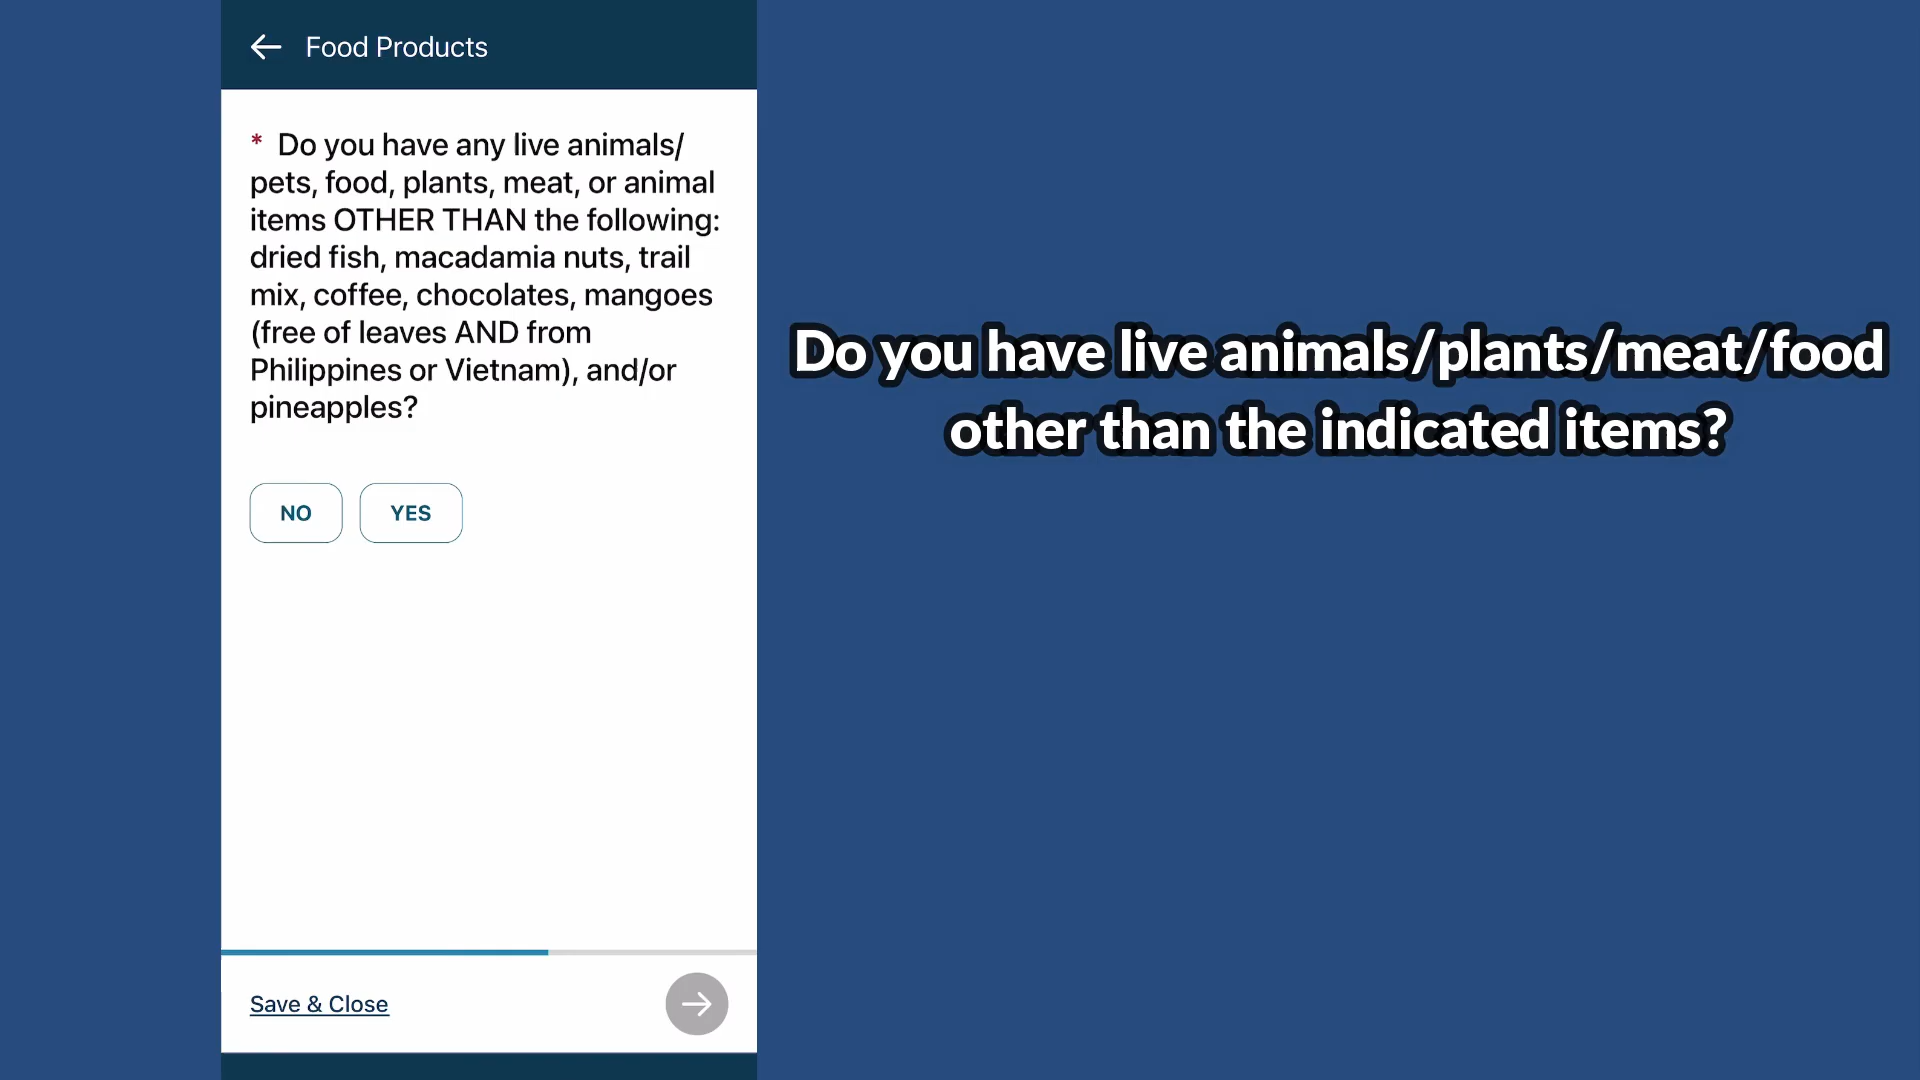 Food Products
* Do you have any live animals/
pets, food, plants, meat, or animal
items OTHER THAN the following:
dried fish, macadamia nuts, trail
mix, coffee, chocolates, mangoes
(free of leaves AND from
Philippines or Vietnam), and/or
pineapples?
NO
YES
Save & Close
Do you have live animals/plants/meat/food
other than the indicated items?